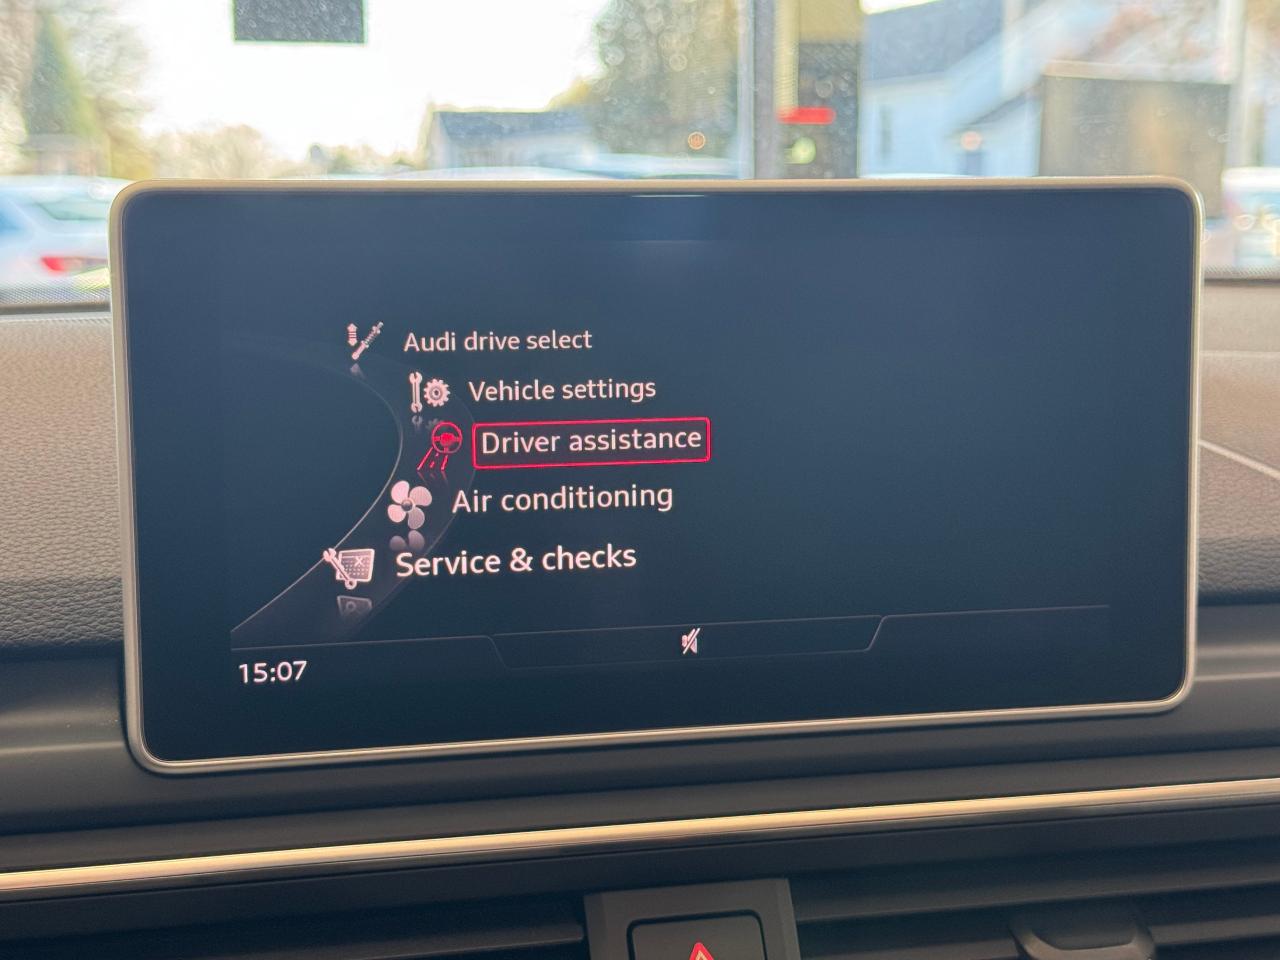 Audi drive select
Vehicle settings
Driver assistance
Air conditioning
Service & checks
15:07